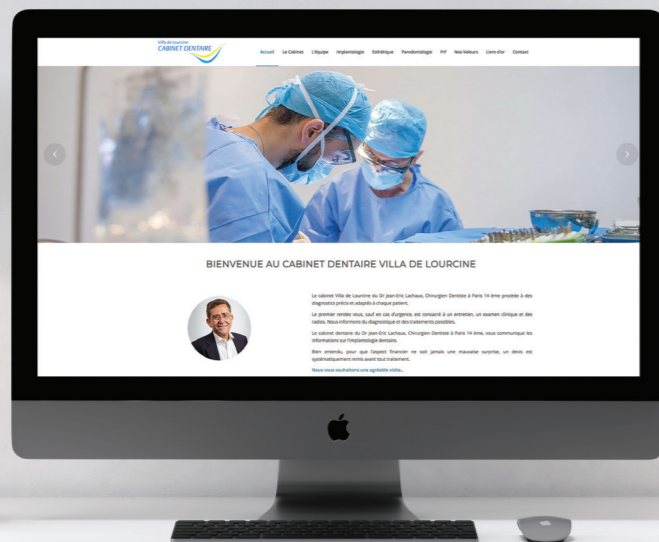 Villa de Lourcine
CABINET DENTAIRE
Accueil Le Cabinet L'équipe Implantologie Esthétique Parodontologie Prf Nos Valeurs Livre d'or Contact
BIENVENUE AU CABINET DENTAIRE VILLA DE LOURCINE
Le cabinet Villa de Lourcine du Dr Jean-Eric Lachaux, Chirurgien Dentiste à Paris 14 ème procède à des
diagnostics précis et adaptés à chaque patient.
Le premier rendez vous, sauf en cas d'urgence, est consacré à un entretien, un examen clinique et des
radios. Nous informons du diagnostique et des traitements possibles.
Le cabinet dentaire du Dr Jean-Eric Lachaux, Chirurgien Dentiste à Paris 14 ème, vous communique les
informations sur l'implantologie dentaire.
Bien entendu, pour que l'aspect financier ne soit jamais une mauvaise surprise, un devis est
systématiquement remis avant tout traitement.
Nous vous souhaitons une agréable visite..